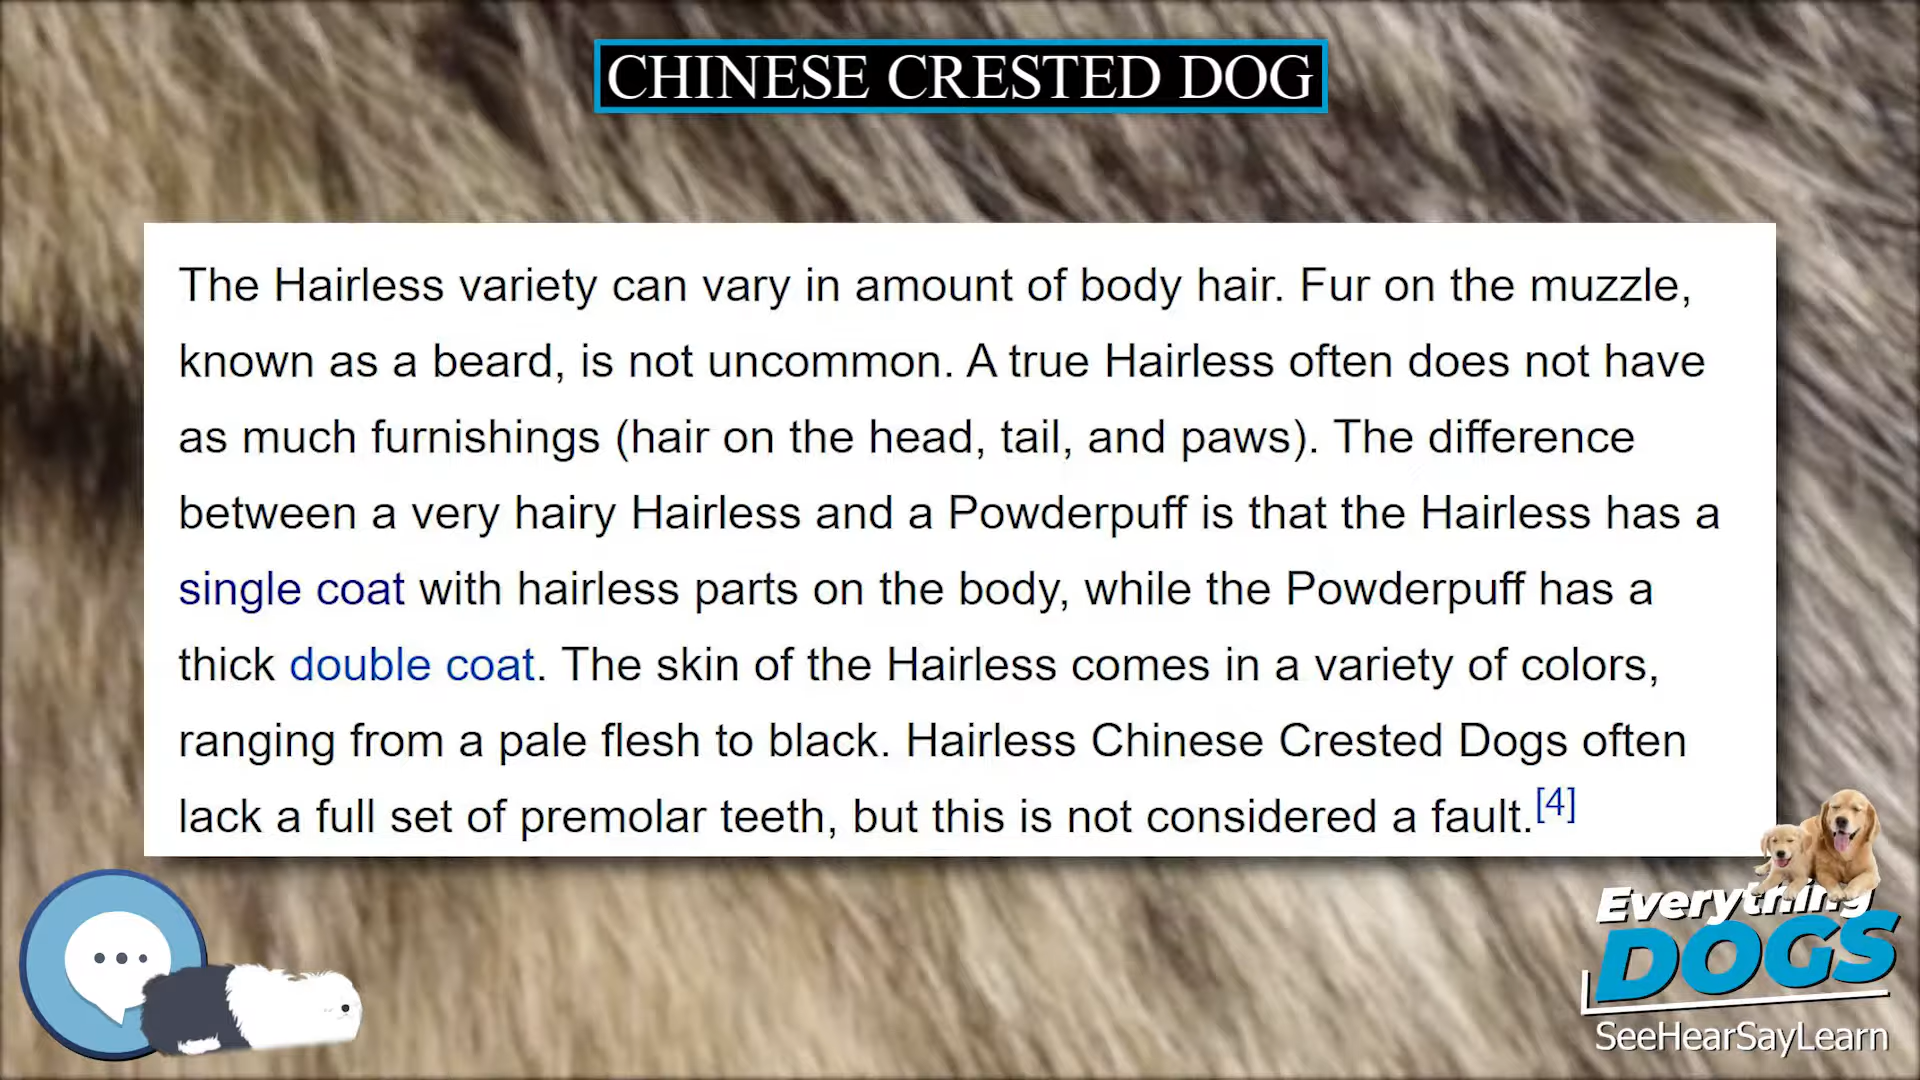 CHINESE CRESTED DOG
The Hairless variety can vary in amount of body hair. Fur on the muzzle,
known as a beard, is not uncommon. A true Hairless often does not have
as much furnishings (hair on the head, tail, and paws). The difference
between a very hairy Hairless and a Powderpuff is that the Hairless has a
single coat with hairless parts on the body, while the Powderpuff has a
thick double coat. The skin of the Hairless comes in a variety of colors,
ranging from a pale flesh to black. Hairless Chinese Crested Dogs often
lack a full set of premolar teeth, but this is not considered a fault.[4]
Everything
DOGS
SeeHearSayLearn